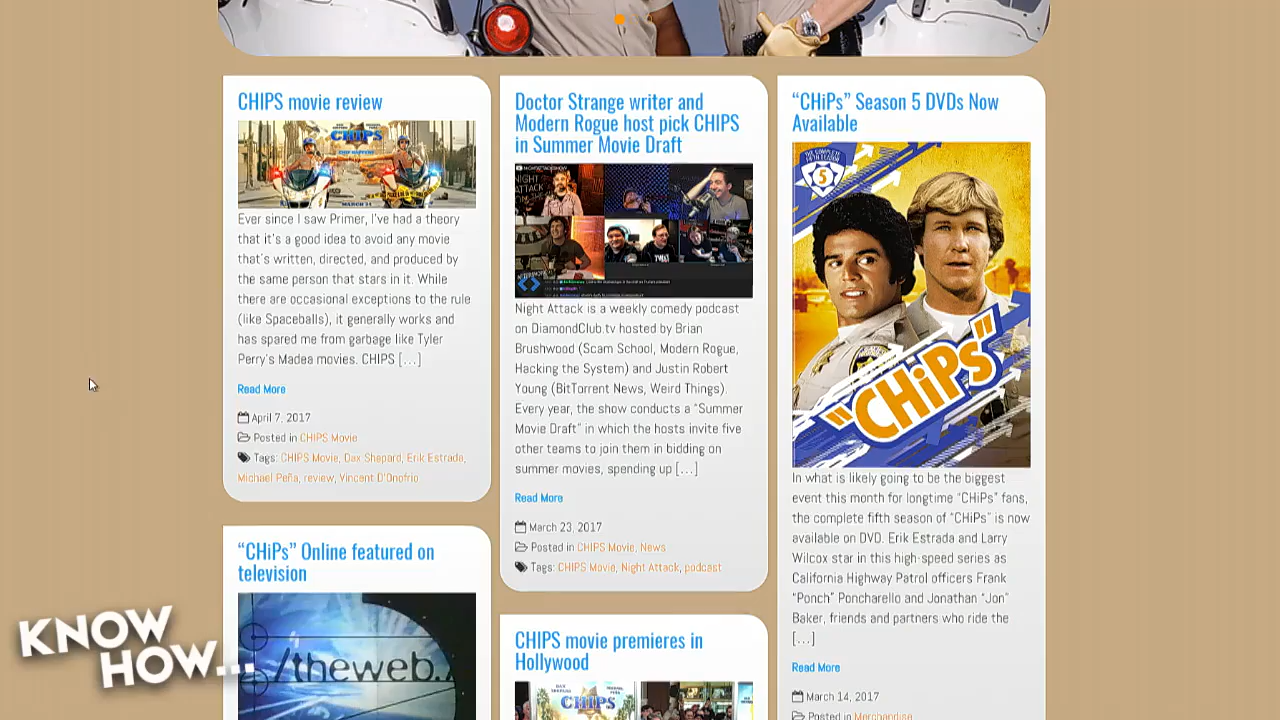 CHIPS movie review
CHIPS
Ever since I saw Primer, I've had a theory
that it's a good idea to avoid any movie
that's written, directed, and produced by
the same person that stars in it. While
there are occasional exceptions to the rule
(like Spaceballs), it generally works and
has spared me from garbage like Tyler
Perry's Madea movies. CHIPS [...]
Read More
April 7, 2017
Posted in CHIPS Movie
Tags: CHIPS Movie, Dax Shepard, Erik Estrada,
Michael Peña, review, Vincent D'Onofrio
"CHiPs" Online featured on
television
/theweb.
Doctor Strange writer and
Modern Rogue host pick CHIPS
in Summer Movie Draft
NIGHT
ATTACK
Night Attack is a weekly comedy podcast
on DiamondClub.tv hosted by Brian
Brushwood (Scam School, Modern Rogue,
Hacking the System) and Justin Robert
Young (BitTorrent News, Weird Things).
Every year, the show conducts a "Summer
Movie Draft" in which the hosts invite five
other teams to join them in bidding on
summer movies, spending up [...]
Read More
March 23, 2017
Posted in CHIPS Movie, News
Tags: CHIPS Movie, Night Attack, podcast
CHIPS movie premieres in
Hollywood
CHIPS
"CHiPs" Season 5 DVDs Now
Available
5
"CHiPs"
In what is likely going to be the biggest
event this month for longtime "CHiPs" fans,
the complete fifth season of "CHiPs" is now
available on DVD. Erik Estrada and Larry
Wilcox star in this high-speed series as
California Highway Patrol officers Frank
"Ponch" Poncharello and Jonathan "Jon"
Baker, friends and partners who ride the
[...]
Read More
March 14, 2017
Posted in Merchandise
KNOW
HOW...